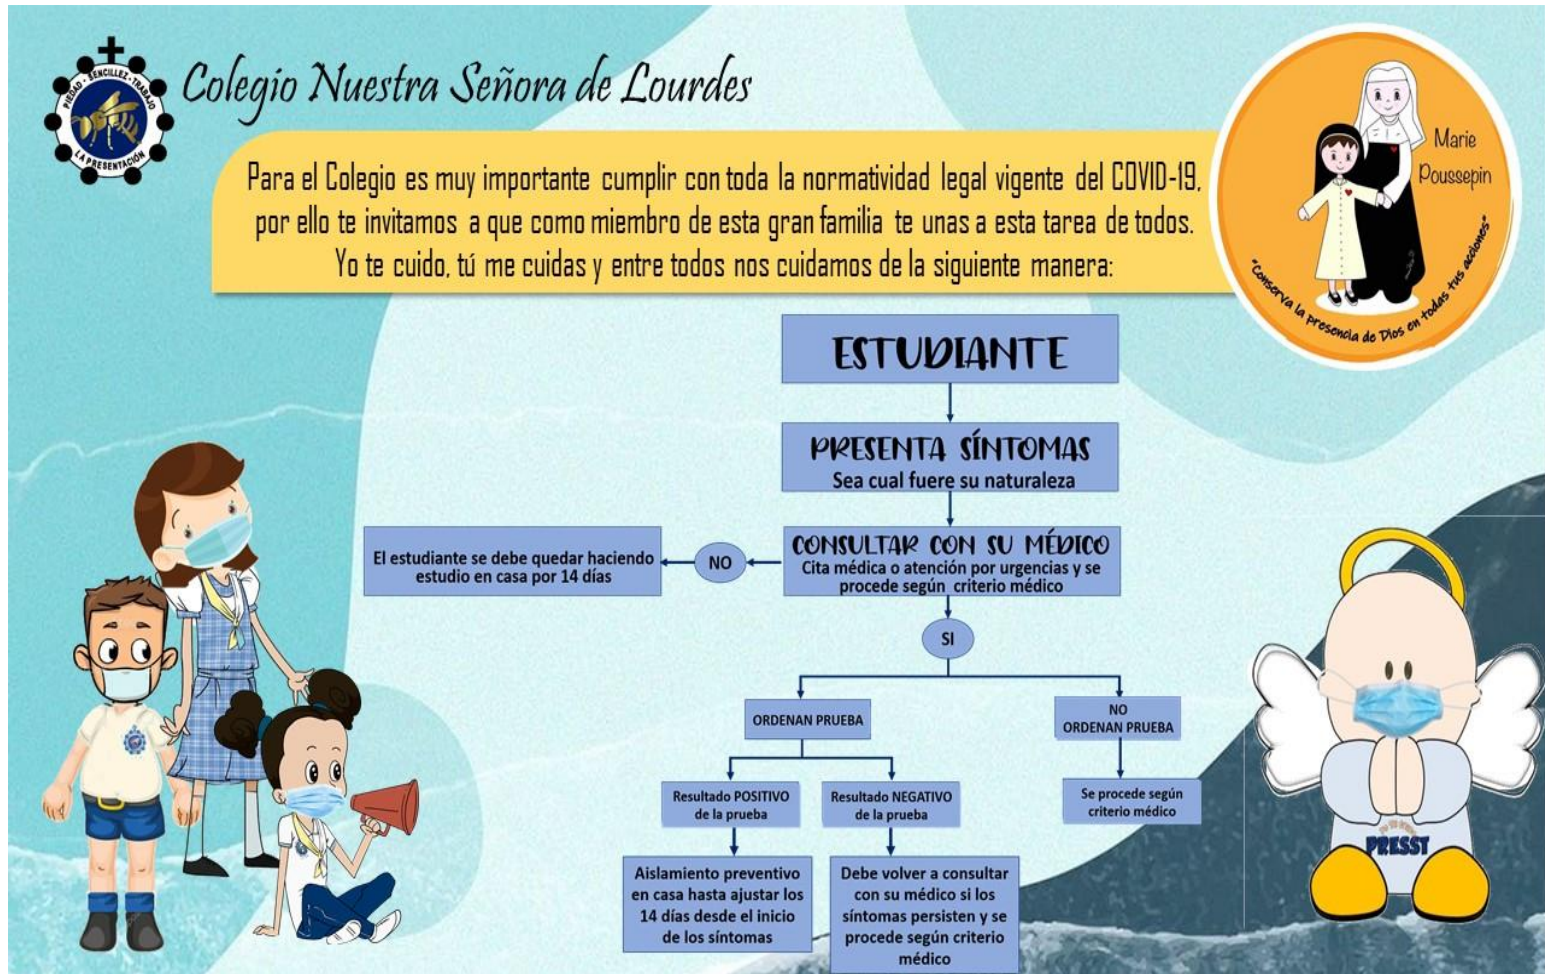 PIEDAD - SENCILLEZ - TRABAJO
LA PRESENTACIÓN
Colegio Nuestra Señora de Lourdes
Marie
Poussepin
"Conserva la presencia de Dios en todas tus acciones"
Para el Colegio es muy importante cumplir con toda la normatividad legal vigente del COVID-19,
por ello te invitamos a que como miembro de esta gran familia te unas a esta tarea de todos.
Yo te cuido, tú me cuidas y entre todos nos cuidamos de la siguiente manera:
ESTUDIANTE
PRESENTA SÍNTOMAS
Sea cual fuere su naturaleza
CONSULTAR CON SU MÉDICO
Cita médica o atención por urgencias y se
procede según criterio médico
NO
El estudiante se debe quedar haciendo
estudio en casa por 14 días
SI
ORDENAN PRUEBA
NO
ORDENAN PRUEBA
Resultado POSITIVO
de la prueba
Resultado NEGATIVO
de la prueba
Se procede según
criterio médico
Aislamiento preventivo
en casa hasta ajustar los
14 días desde el inicio
de los síntomas
Debe volver a consultar
con su médico si los
síntomas persisten y se
procede según criterio
médico
PRESST